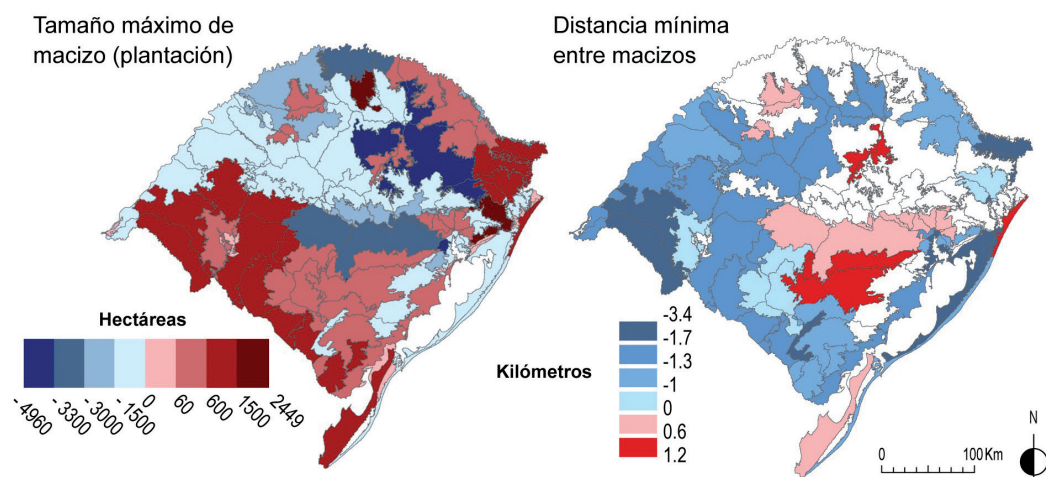 Tamaño máximo de
macizo (plantación)
Hectáreas
-4960
-3300
-3000
-1500
0
60
600
1500
2449
Distancia mínima
entre macizos
Kilómetros
-3.4
-1.7
-1.3
-1
0
0.6
1.2
N
0 100 Km